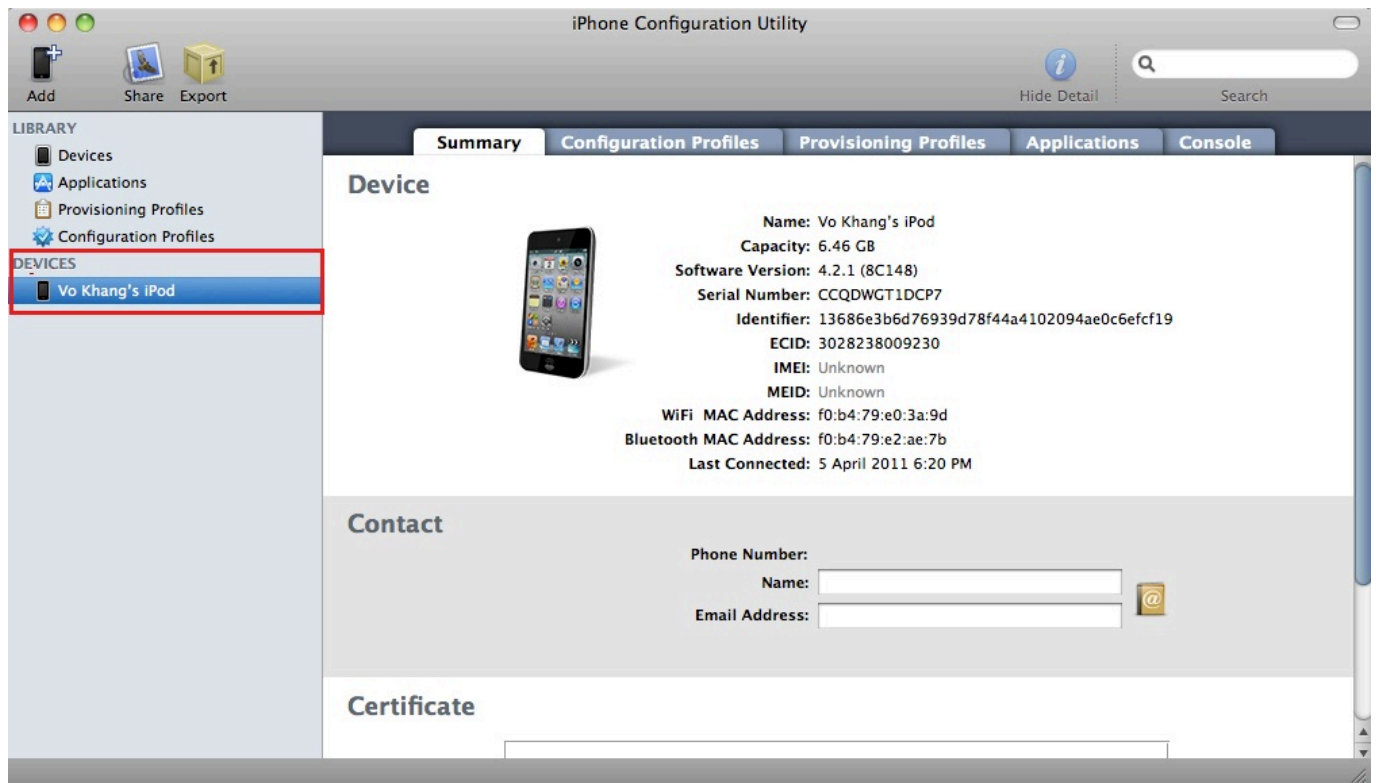 iPhone Configuration Utility
Add
Share
Export
Hide Detail
Search
LIBRARY
Devices
Applications
Provisioning Profiles
Configuration Profiles
DEVICES
Vo Khang's iPod
Summary
Configuration Profiles
Provisioning Profiles
Applications
Console
Device
Name: Vo Khang's iPod
Capacity: 6.46 GB
Software Version: 4.2.1 (8C148)
Serial Number: CCQDWGT1DCP7
Identifier: 13686e3b6d76939d78f44a4102094ae0c6efcf19
ECID: 3028238009230
IMEI: Unknown
MEID: Unknown
WiFi MAC Address: f0:b4:79:e0:3a:9d
Bluetooth MAC Address: f0:b4:79:e2:ae:7b
Last Connected: 5 April 2011 6:20 PM
Contact
Phone Number:
Name:
Email Address:
Certificate